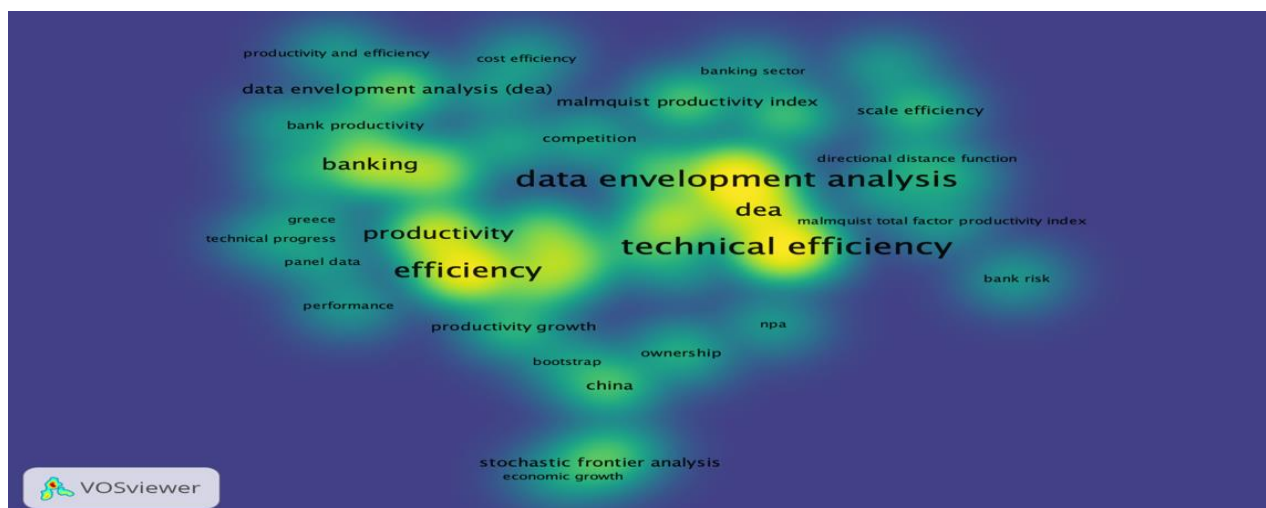 productivity and efficiency
cost efficiency
banking sector
data envelopment analysis (dea)
malmquist productivity index
scale efficiency
bank productivity
competition
banking
directional distance function
data envelopment analysis
dea
greece
malmquist total factor productivity index
productivity
technical progress
technical efficiency
panel data
efficiency
bank risk
performance
productivity growth
npa
bootstrap
ownership
china
stochastic frontier analysis
economic growth
VOSviewer